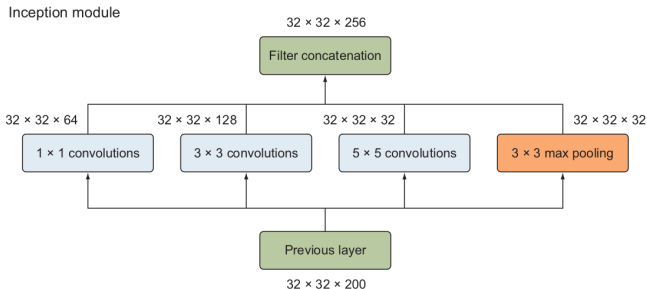 Inception module
32 × 32 × 256
Filter concatenation
32 × 32 × 64
32 × 32 × 128
32 × 32 × 32
32 × 32 × 32
1 × 1 convolutions
3 × 3 convolutions
5 × 5 convolutions
3 × 3 max pooling
Previous layer
32 × 32 × 200